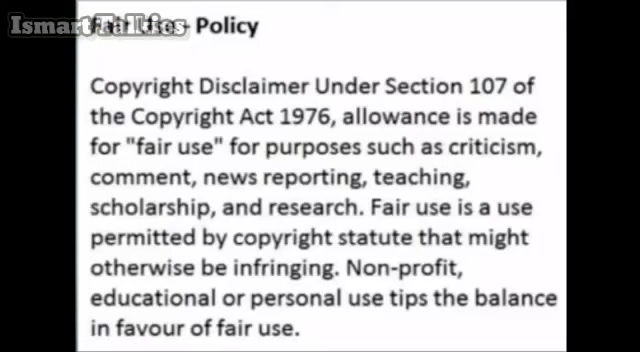 Ismart Talkies
Fair Use- Policy
Copyright Disclaimer Under Section 107 of
the Copyright Act 1976, allowance is made
for "fair use" for purposes such as criticism,
comment, news reporting, teaching,
scholarship, and research. Fair use is a use
permitted by copyright statute that might
otherwise be infringing. Non-profit,
educational or personal use tips the balance
in favour of fair use.